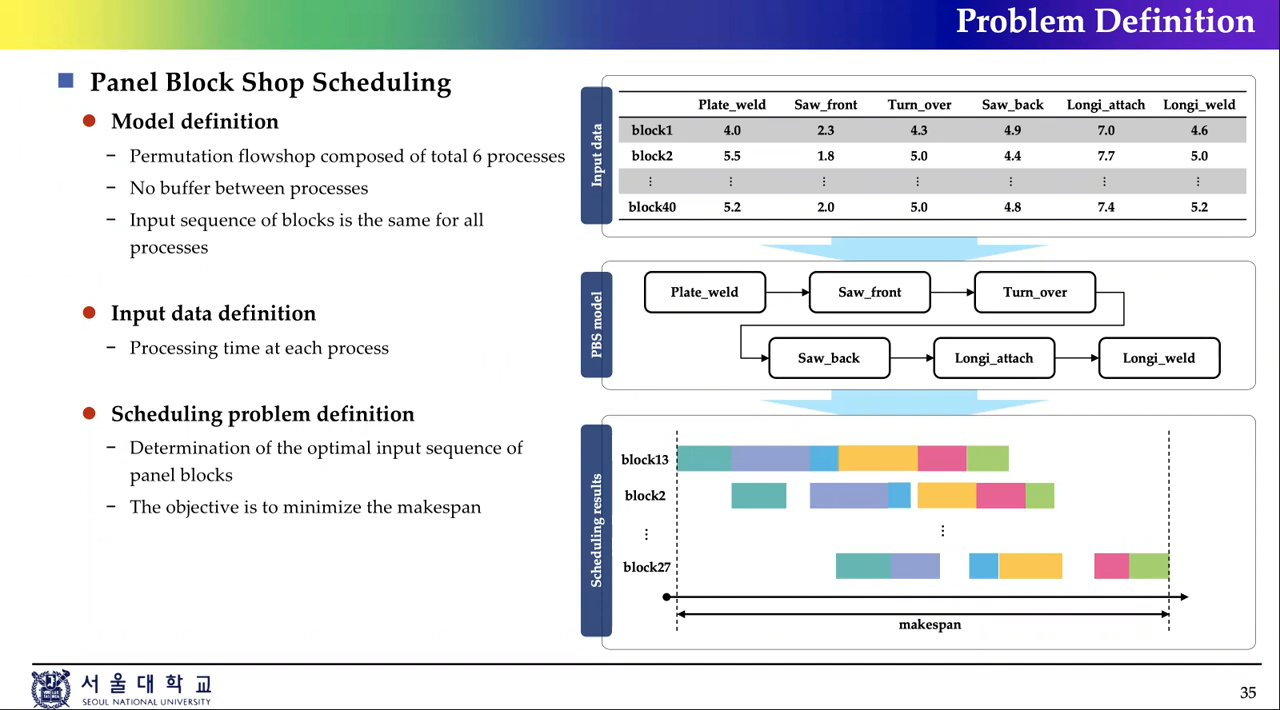 Problem Definition
Panel Block Shop Scheduling
Model definition
– Permutation flowshop composed of total 6 processes
– No buffer between processes
– Input sequence of blocks is the same for all
processes
Input data definition
– Processing time at each process
Scheduling problem definition
– Determination of the optimal input sequence of
panel blocks
– The objective is to minimize the makespan
Input data
Plate_weld Saw_front Turn_over Saw_back Longi_attach Longi_weld
block1 4.0 2.3 4.3 4.9 7.0 4.6
block2 5.5 1.8 5.0 4.4 7.7 5.0
⋮ ⋮ ⋮ ⋮ ⋮ ⋮ ⋮
block40 5.2 2.0 5.0 4.8 7.4 5.2
PBS model
Plate_weld Saw_front Turn_over
Saw_back Longi_attach Longi_weld
Scheduling results
block13
block2
⋮ ⋮
block27
makespan
서울대학교
SEOUL NATIONAL UNIVERSITY
35